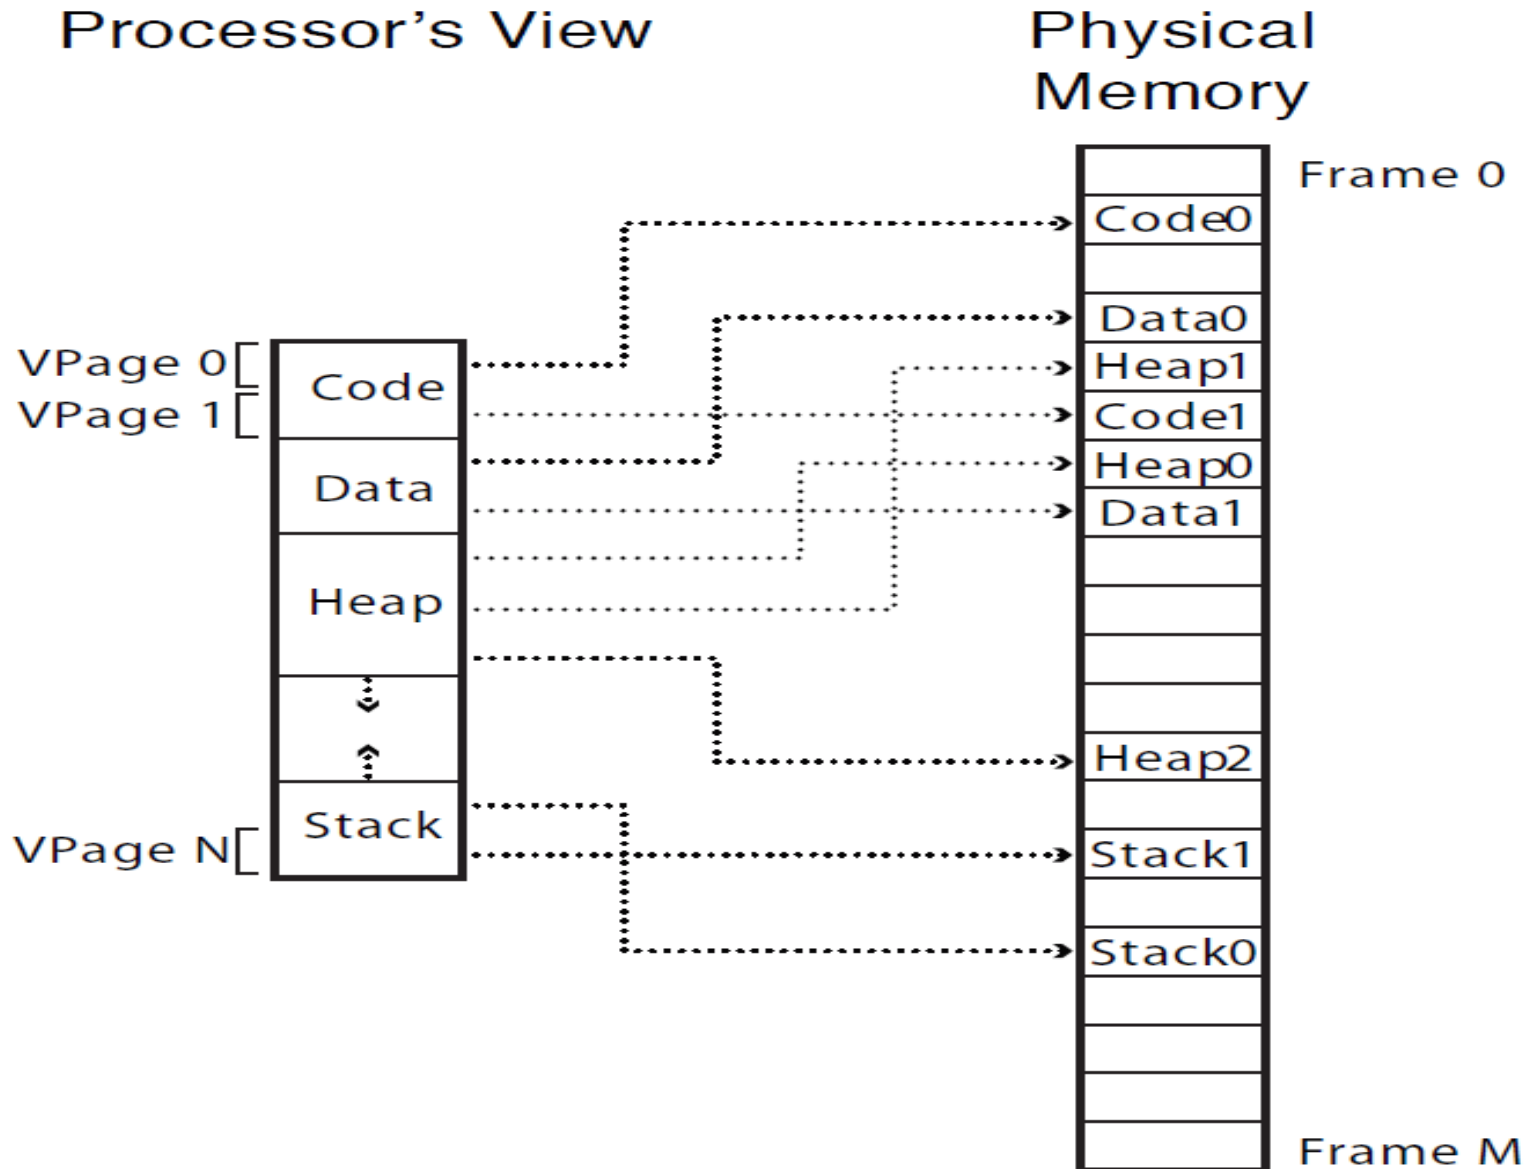 Processor's View
Physical
Memory
VPage 0
VPage 1
VPage N
Code
Data
Heap
Stack
Frame 0
Code0
Data0
Heap1
Code1
Heap0
Data1
Heap2
Stack1
Stack0
Frame M